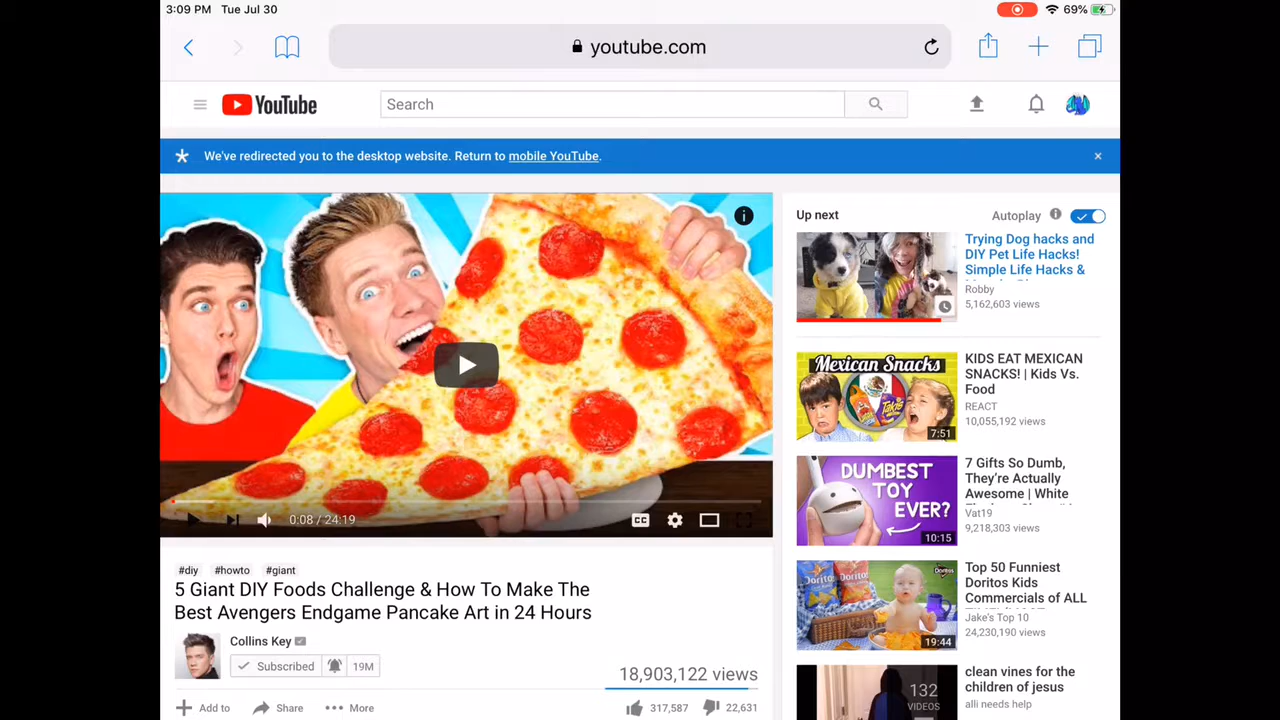 3:09 PM Tue Jul 30
69%
youtube.com
YouTube
Search
We've redirected you to the desktop website. Return to mobile YouTube.
0:08 / 24:19
CC
#diy #howto #giant
5 Giant DIY Foods Challenge & How To Make The
Best Avengers Endgame Pancake Art in 24 Hours
Collins Key
Subscribed 19M
18,903,122 views
Add to Share More 317,587 22,631
Up next Autoplay
Trying Dog hacks and
DIY Pet Life Hacks!
Simple Life Hacks &
Robby
5,162,603 views
Mexican Snacks
Takis
7:51
KIDS EAT MEXICAN
SNACKS! | Kids Vs.
Food
REACT
10,055,192 views
DUMBEST
TOY
EVER?
10:15
7 Gifts So Dumb,
They're Actually
Awesome | White
Vat19
9,218,303 views
Doritos
Doritos
Doritos
19:44
Top 50 Funniest
Doritos Kids
Commercials of ALL
Jake's Top 10
24,230,190 views
132
VIDEOS
clean vines for the
children of jesus
alli needs help